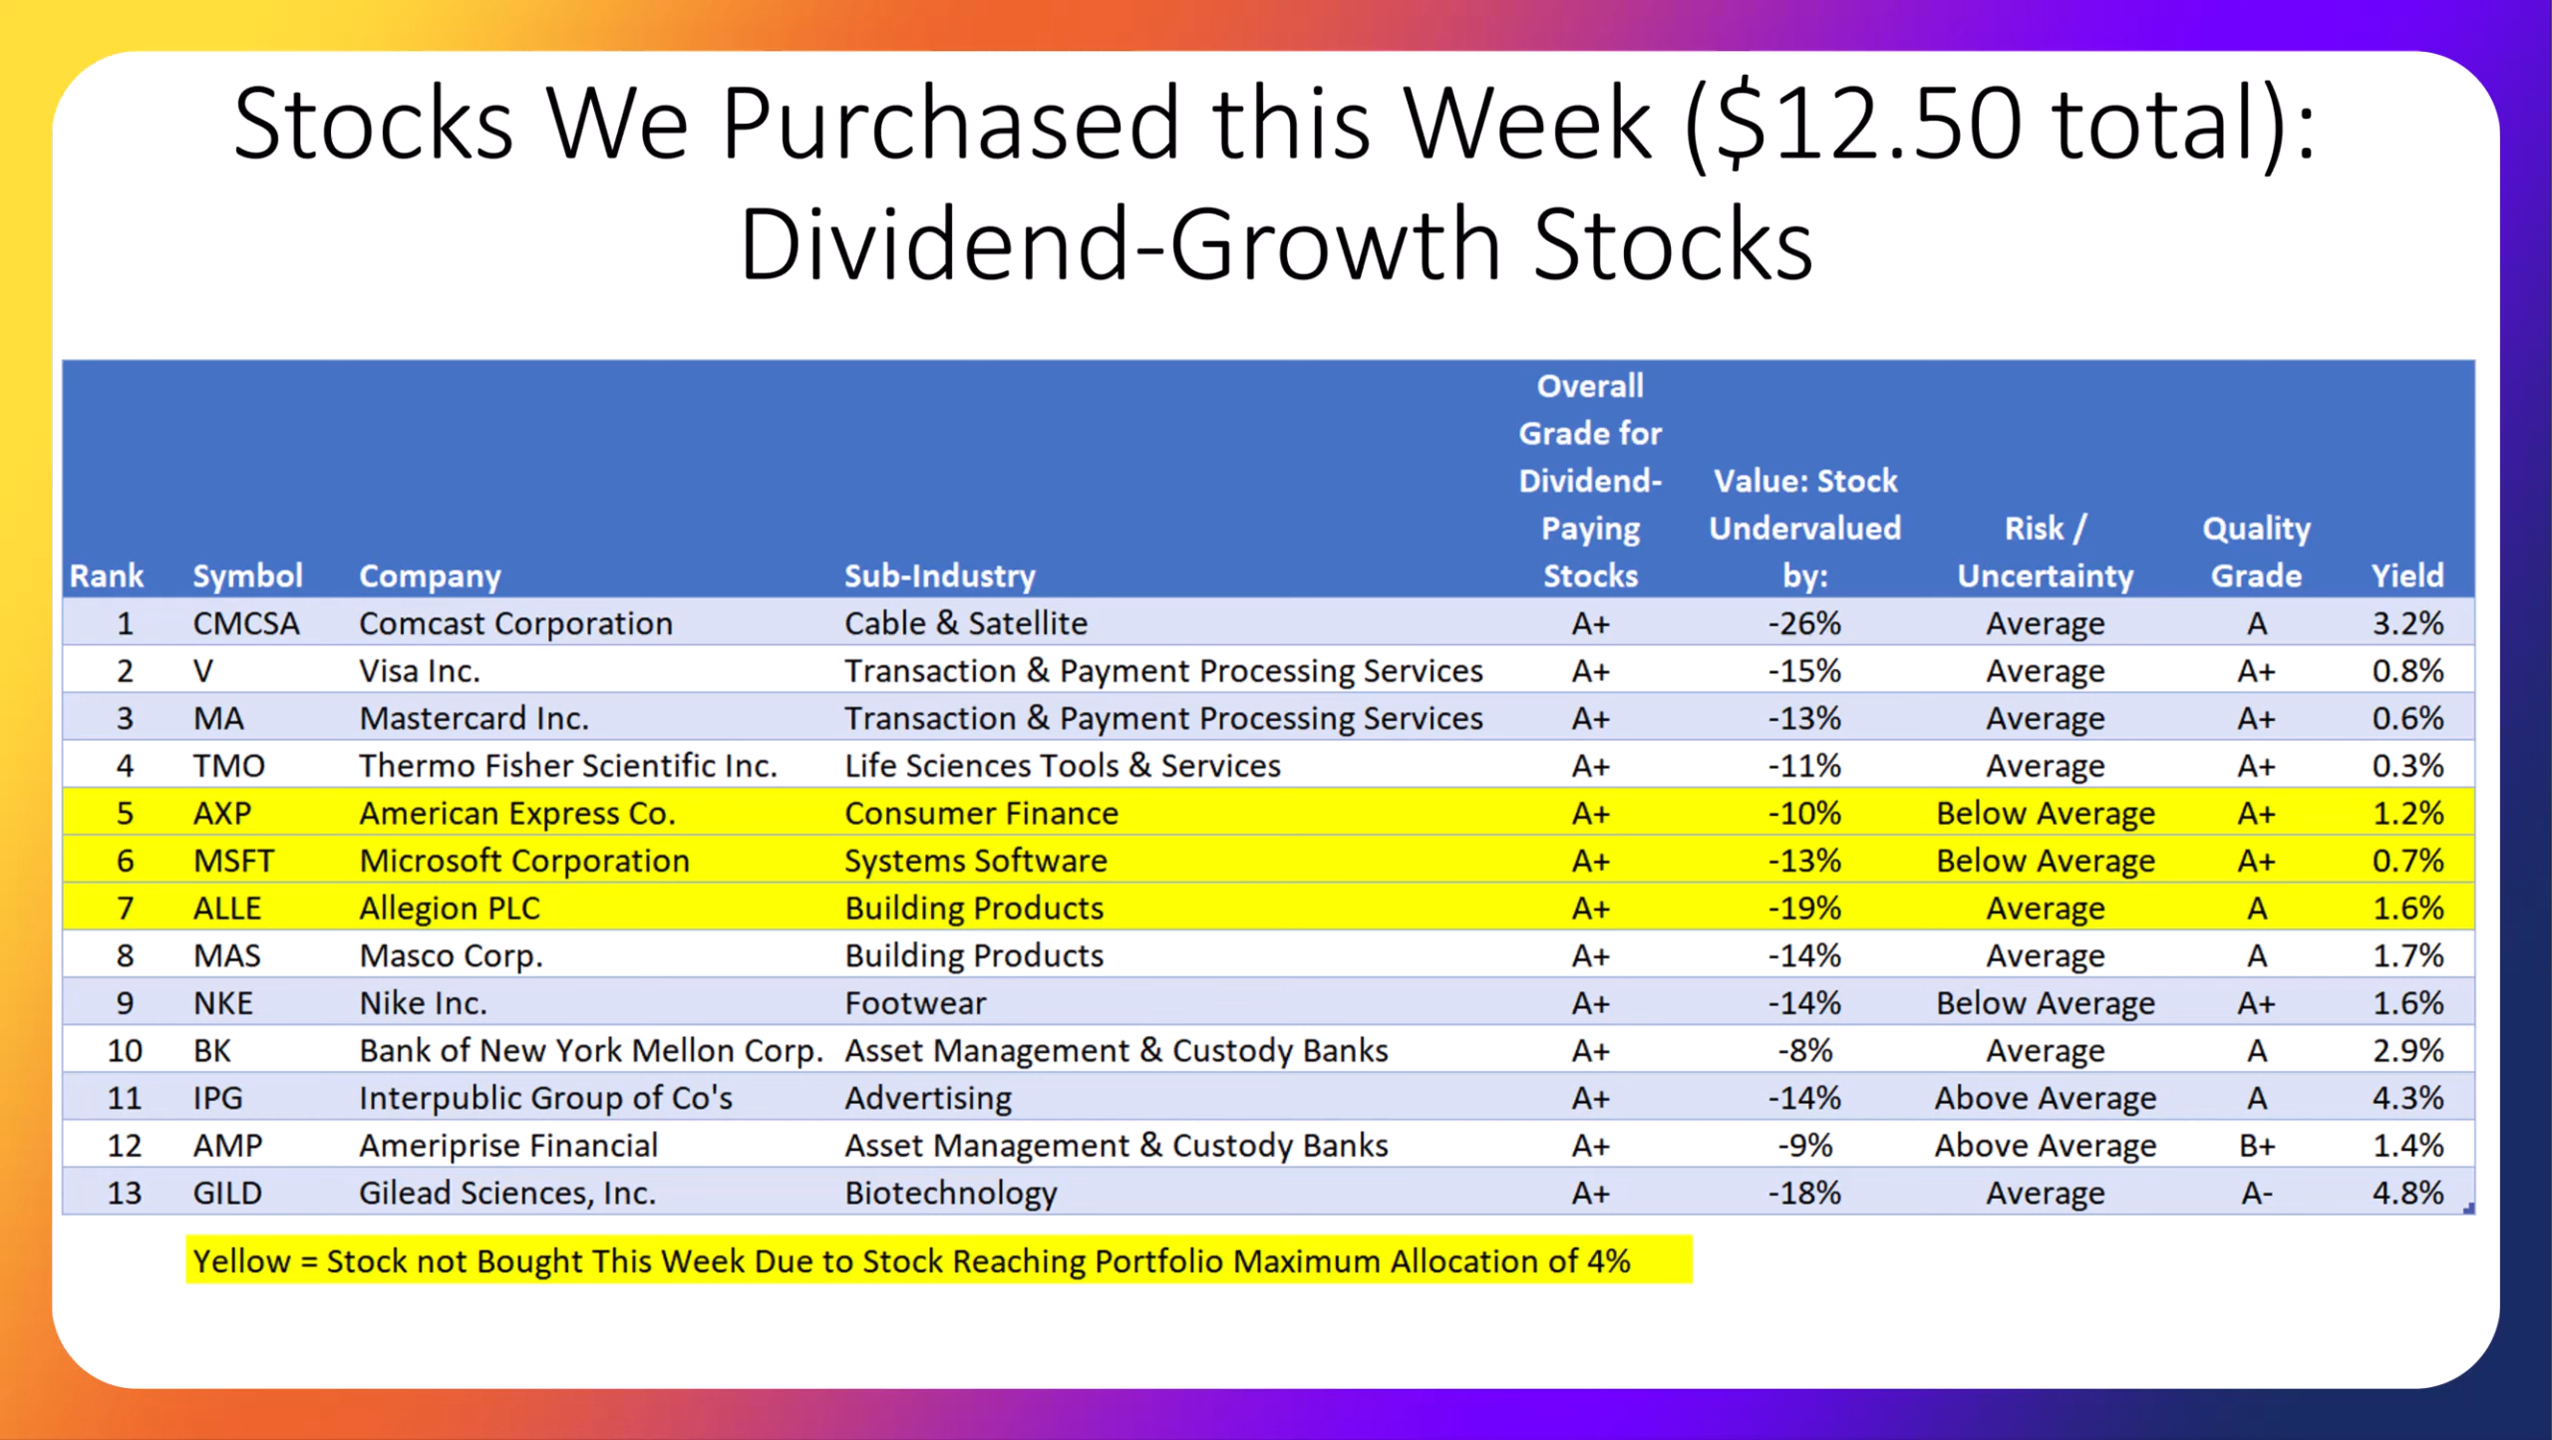 Stocks We Purchased this Week ($12.50 total):
Dividend-Growth Stocks
Rank Symbol Company Sub-Industry Overall Grade for Dividend-Paying Stocks Value: Stock Undervalued by: Risk / Uncertainty Quality Grade Yield
1 CMCSA Comcast Corporation Cable & Satellite A+ -26% Average A 3.2%
2 V Visa Inc. Transaction & Payment Processing Services A+ -15% Average A+ 0.8%
3 MA Mastercard Inc. Transaction & Payment Processing Services A+ -13% Average A+ 0.6%
4 TMO Thermo Fisher Scientific Inc. Life Sciences Tools & Services A+ -11% Average A+ 0.3%
5 AXP American Express Co. Consumer Finance A+ -10% Below Average A+ 1.2%
6 MSFT Microsoft Corporation Systems Software A+ -13% Below Average A+ 0.7%
7 ALLE Allegion PLC Building Products A+ -19% Average A 1.6%
8 MAS Masco Corp. Building Products A+ -14% Average A 1.7%
9 NKE Nike Inc. Footwear A+ -14% Below Average A+ 1.6%
10 BK Bank of New York Mellon Corp. Asset Management & Custody Banks A+ -8% Average A 2.9%
11 IPG Interpublic Group of Co's Advertising A+ -14% Above Average A 4.3%
12 AMP Ameriprise Financial Asset Management & Custody Banks A+ -9% Above Average B+ 1.4%
13 GILD Gilead Sciences, Inc. Biotechnology A+ -18% Average A- 4.8%
Yellow = Stock not Bought This Week Due to Stock Reaching Portfolio Maximum Allocation of 4%